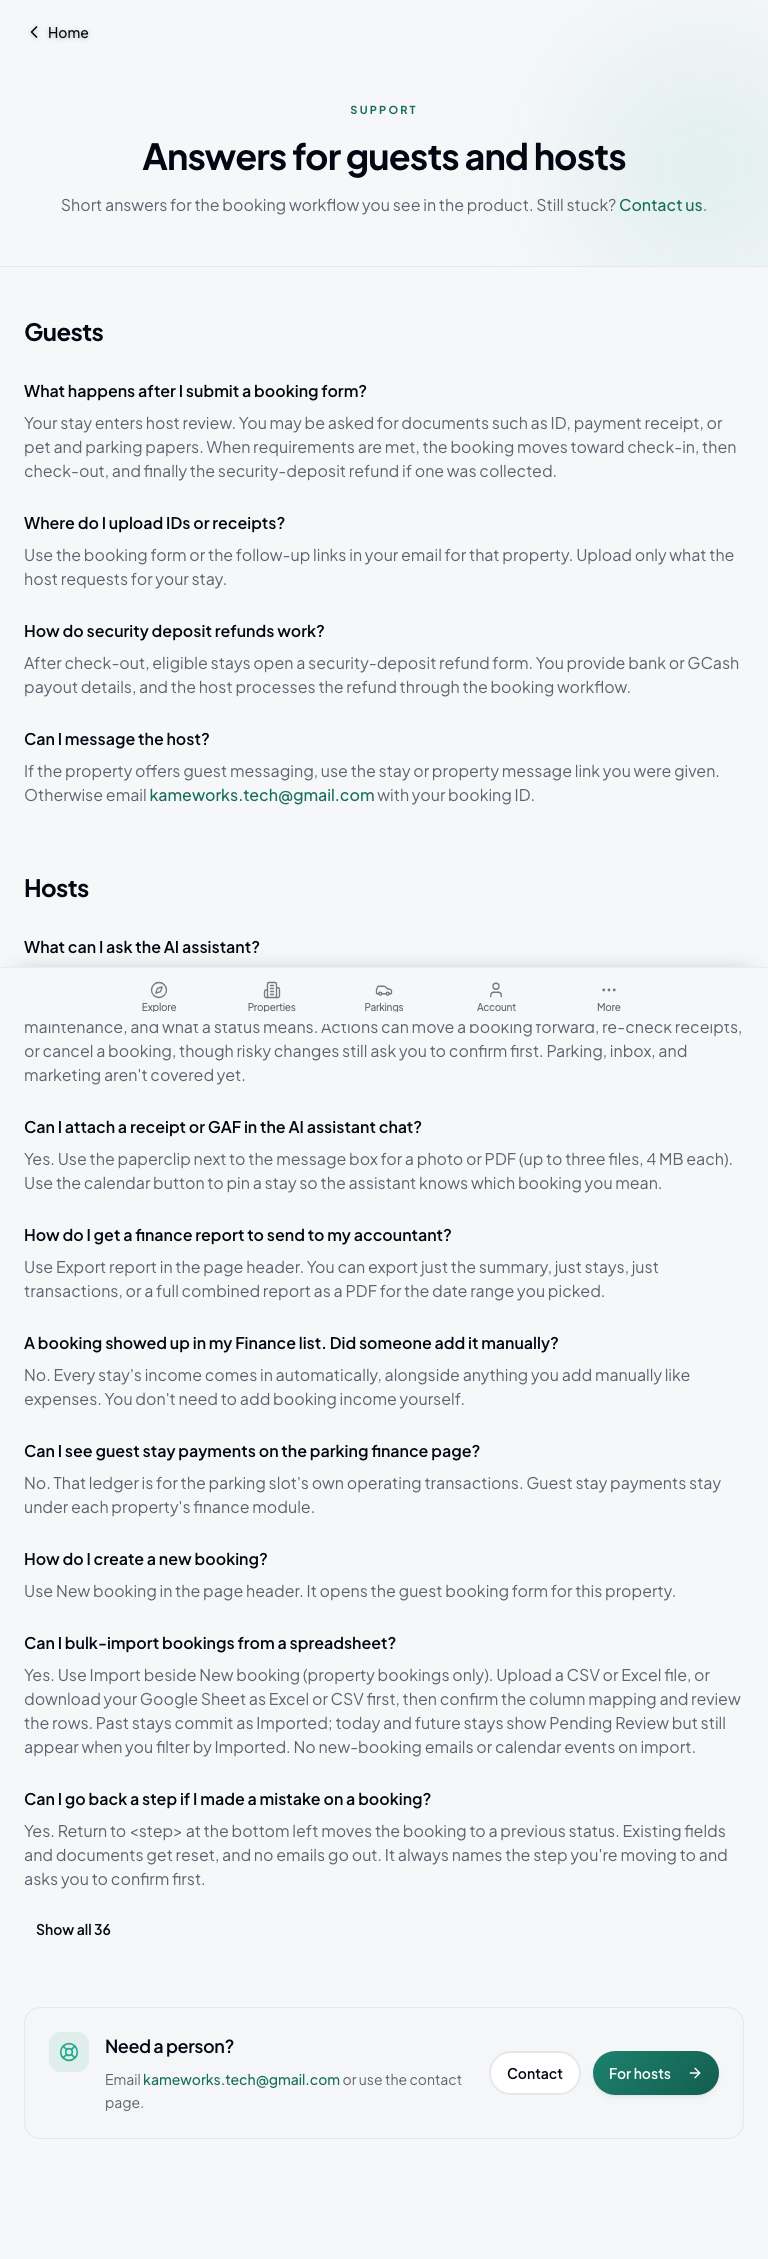 Home
SUPPORT
Answers for guests and hosts
Short answers for the booking workflow you see in the product. Still stuck? Contact us.
Guests
What happens after I submit a booking form?
Your stay enters host review. You may be asked for documents such as ID, payment receipt, or
pet and parking papers. When requirements are met, the booking moves toward check-in, then
check-out, and finally the security-deposit refund if one was collected.
Where do I upload IDs or receipts?
Use the booking form or the follow-up links in your email for that property. Upload only what the
host requests for your stay.
How do security deposit refunds work?
After check-out, eligible stays open a security-deposit refund form. You provide bank or GCash
payout details, and the host processes the refund through the booking workflow.
Can I message the host?
If the property offers guest messaging, use the stay or property message link you were given.
Otherwise email kameworks.tech@gmail.com with your booking ID.
Hosts
What can I ask the AI assistant?
Explore
Properties
Parkings
Account
More
maintenance, and what a status means. Actions can move a booking forward, re-check receipts,
or cancel a booking, though risky changes still ask you to confirm first. Parking, inbox, and
marketing aren't covered yet.
Can I attach a receipt or GAF in the AI assistant chat?
Yes. Use the paperclip next to the message box for a photo or PDF (up to three files, 4 MB each).
Use the calendar button to pin a stay so the assistant knows which booking you mean.
How do I get a finance report to send to my accountant?
Use Export report in the page header. You can export just the summary, just stays, just
transactions, or a full combined report as a PDF for the date range you picked.
A booking showed up in my Finance list. Did someone add it manually?
No. Every stay's income comes in automatically, alongside anything you add manually like
expenses. You don't need to add booking income yourself.
Can I see guest stay payments on the parking finance page?
No. That ledger is for the parking slot's own operating transactions. Guest stay payments stay
under each property's finance module.
How do I create a new booking?
Use New booking in the page header. It opens the guest booking form for this property.
Can I bulk-import bookings from a spreadsheet?
Yes. Use Import beside New booking (property bookings only). Upload a CSV or Excel file, or
download your Google Sheet as Excel or CSV first, then confirm the column mapping and review
the rows. Past stays commit as Imported; today and future stays show Pending Review but still
appear when you filter by Imported. No new-booking emails or calendar events on import.
Can I go back a step if I made a mistake on a booking?
Yes. Return to <step> at the bottom left moves the booking to a previous status. Existing fields
and documents get reset, and no emails go out. It always names the step you're moving to and
asks you to confirm first.
Show all 36
Need a person?
Email kameworks.tech@gmail.com or use the contact
page.
Contact
For hosts